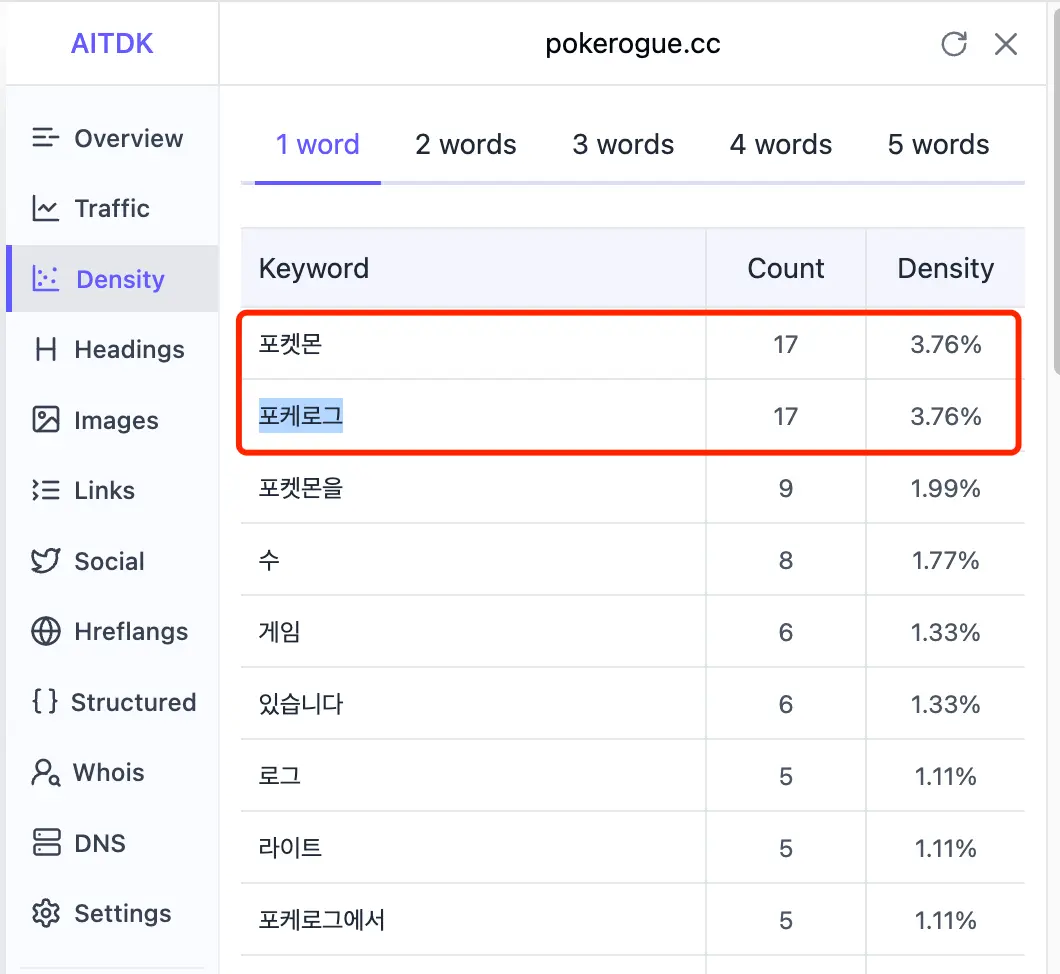 AITDK
pokerogue.cc
Overview
Traffic
Density
Headings
Images
Links
Social
Hreflangs
{ } Structured
Whois
DNS
Settings
1 word 2 words 3 words 4 words 5 words
Keyword Count Density
포켓몬 17 3.76%
포케로그 17 3.76%
포켓몬을 9 1.99%
수 8 1.77%
게임 6 1.33%
있습니다 6 1.33%
로그 5 1.11%
라이트 5 1.11%
포케로그에서 5 1.11%